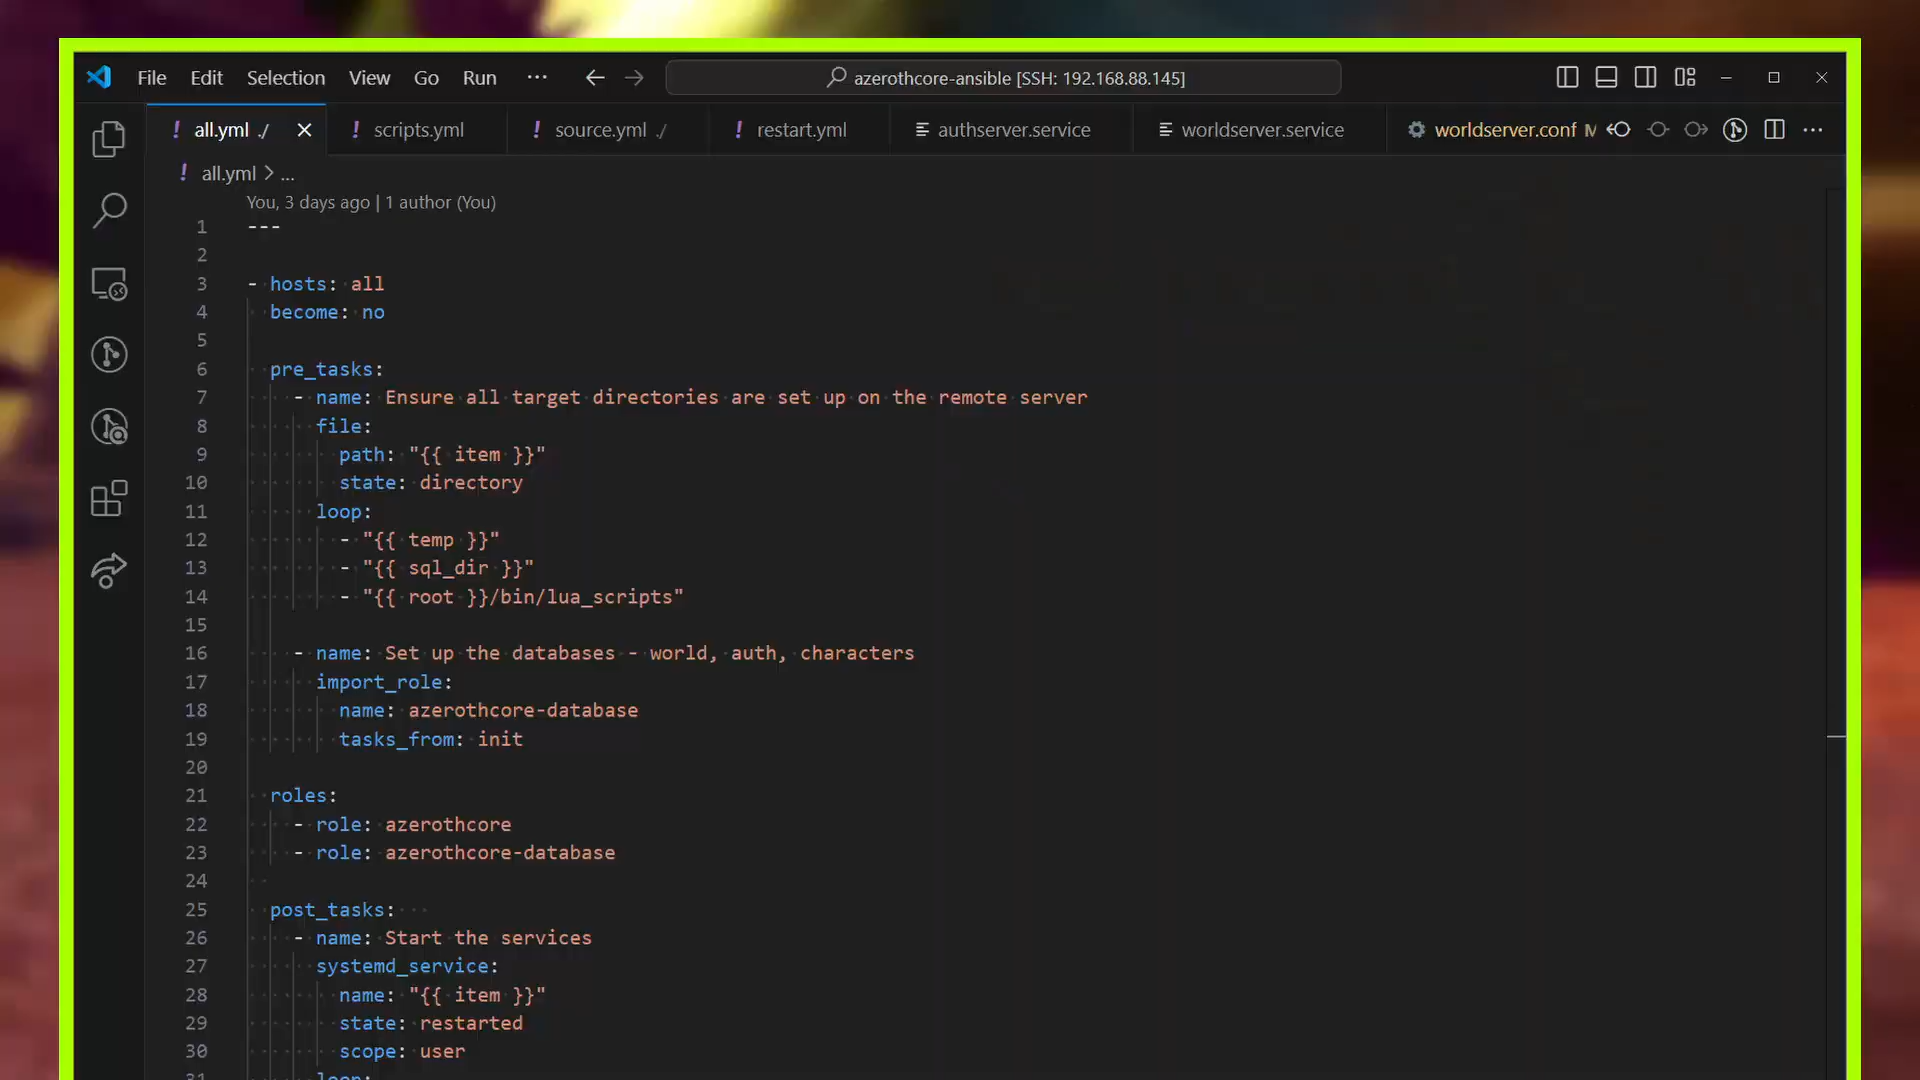 File Edit Selection View Go Run ··· azerothcore-ansible [SSH: 192.168.88.145]
all.yml ./ scripts.yml source.yml ./ restart.yml authserver.service worldserver.service worldserver.conf M
all.yml > ...
You, 3 days ago | 1 author (You)
1 ---
2
3 - hosts: all
4 become: no
5
6 pre_tasks:
7 - name: Ensure all target directories are set up on the remote server
8 file:
9 path: "{{ item }}"
10 state: directory
11 loop:
12 - "{{ temp }}"
13 - "{{ sql_dir }}"
14 - "{{ root }}/bin/lua_scripts"
15
16 - name: Set up the databases - world, auth, characters
17 import_role:
18 name: azerothcore-database
19 tasks_from: init
20
21 roles:
22 - role: azerothcore
23 - role: azerothcore-database
24
25 post_tasks:
26 - name: Start the services
27 systemd_service:
28 name: "{{ item }}"
29 state: restarted
30 scope: user
31 loop: